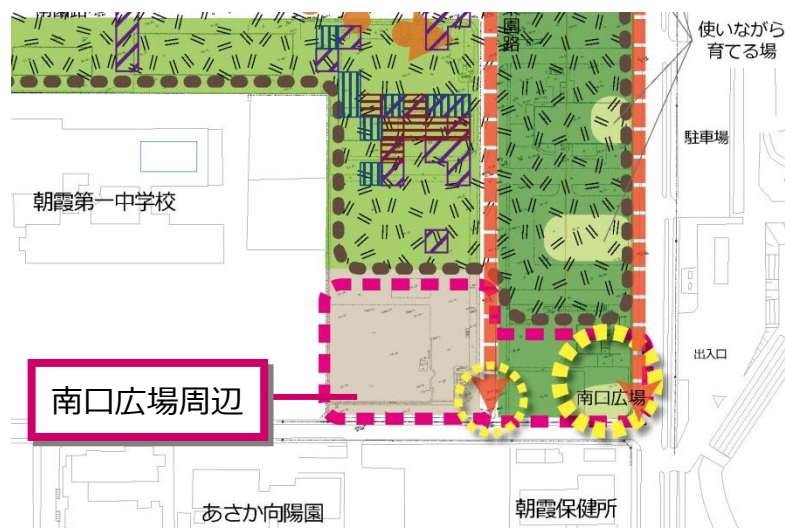 使いながら
育てる場
駐車場
朝霞第一中学校
出入口
南口広場
南口広場周辺
あさか向陽園
朝霞保健所